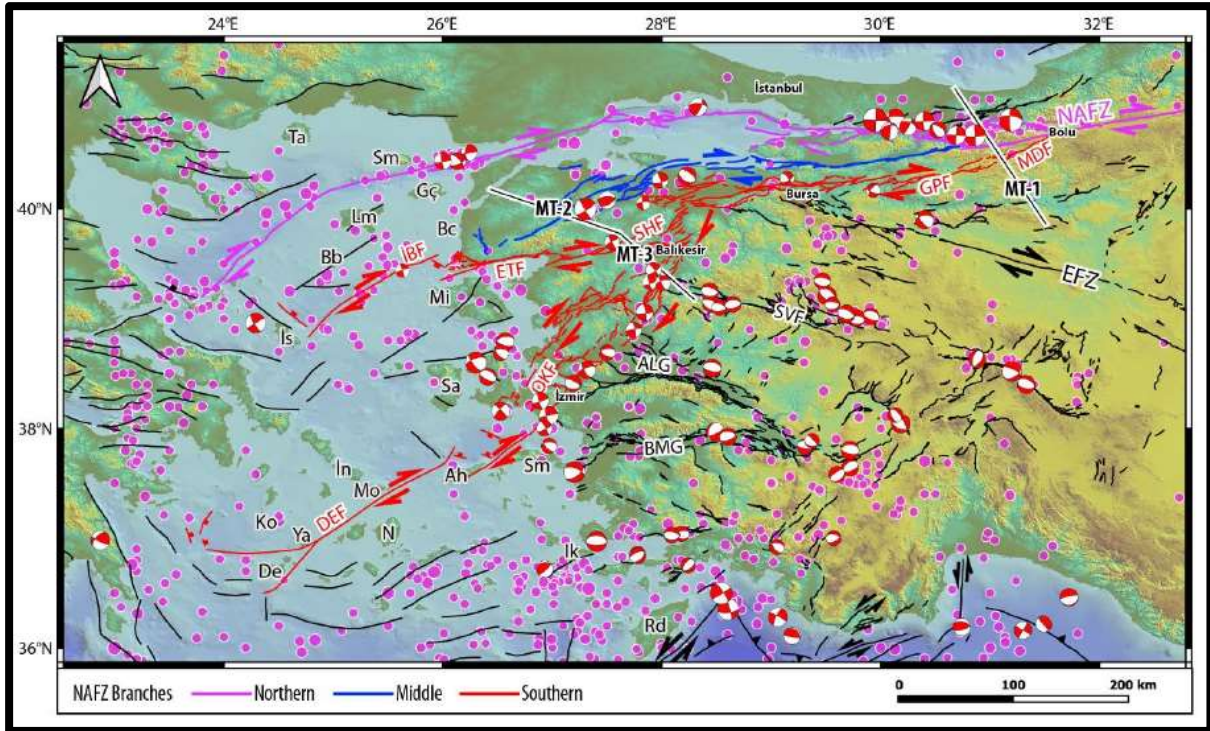 24°E 26°E 28°E 30°E 32°E
İstanbul
NAFZ
Ta
Bolu
Sm
MDF
Gç
MT-1
GPF
Bursa
40°N
MT-2
Lm
Bc
SHF
MT-3
Balıkesir
İBF
ETF
Bb
EFZ
Mi
SVF
Is
ALG
Sa
OKF
İzmir
38°N
BMG
Sm
In
Ah
Mo
DEF
Ko
Ya
N
Ik
De
Rd
36°N
NAFZ Branches Northern Middle Southern
0 100 200 km